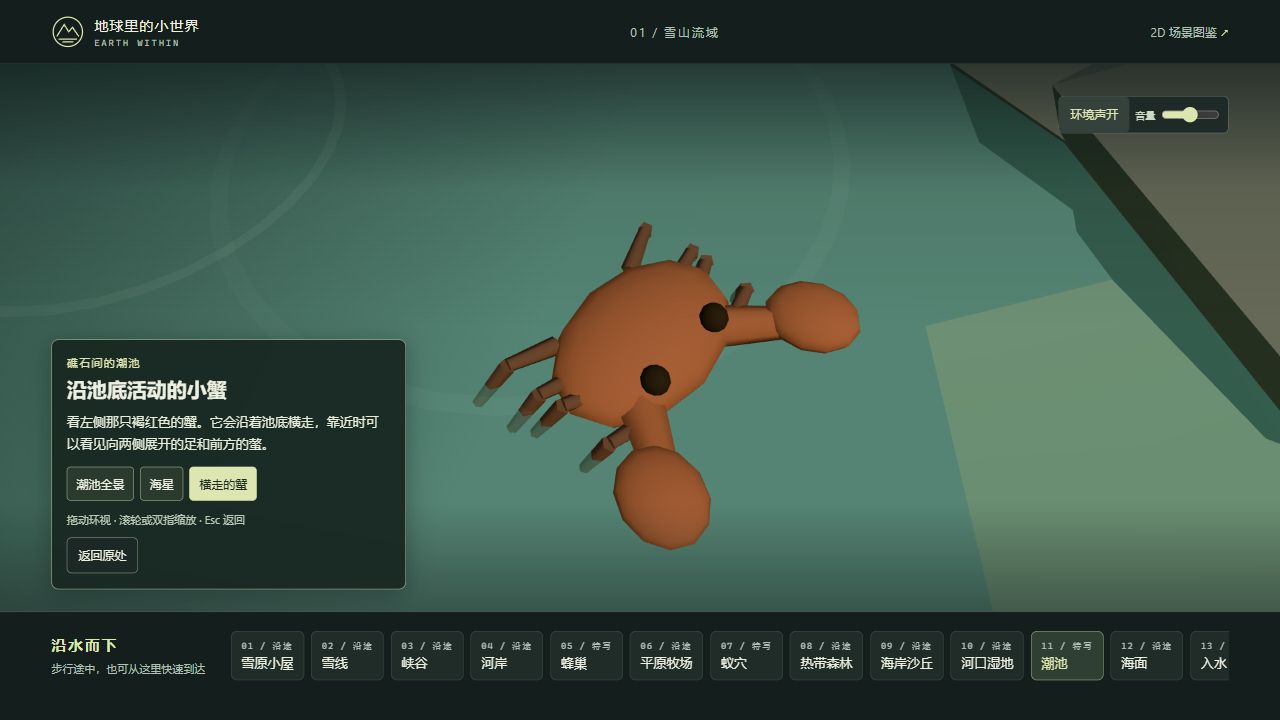 地球里的小世界
EARTH WITHIN
01 / 雪山流域
2D 场景图鉴 ↗
环境声开
音量
礁石间的潮池
沿池底活动的小蟹
看左侧那只褐红色的蟹。它会沿着池底横走，靠近时可
以看见向两侧展开的足和前方的螯。
潮池全景
海星
横走的蟹
拖动环视 · 滚轮或双指缩放 · Esc 返回
返回原处
沿水而下
步行途中，也可从这里快速到达
01 / 沿途
雪原小屋
02 / 沿途
雪线
03 / 沿途
峡谷
04 / 沿途
河岸
05 / 特写
蜂巢
06 / 沿途
平原牧场
07 / 特写
蚁穴
08 / 沿途
热带森林
09 / 沿途
海岸沙丘
10 / 沿途
河口湿地
11 / 特写
潮池
12 / 沿途
海面
13 /
入水